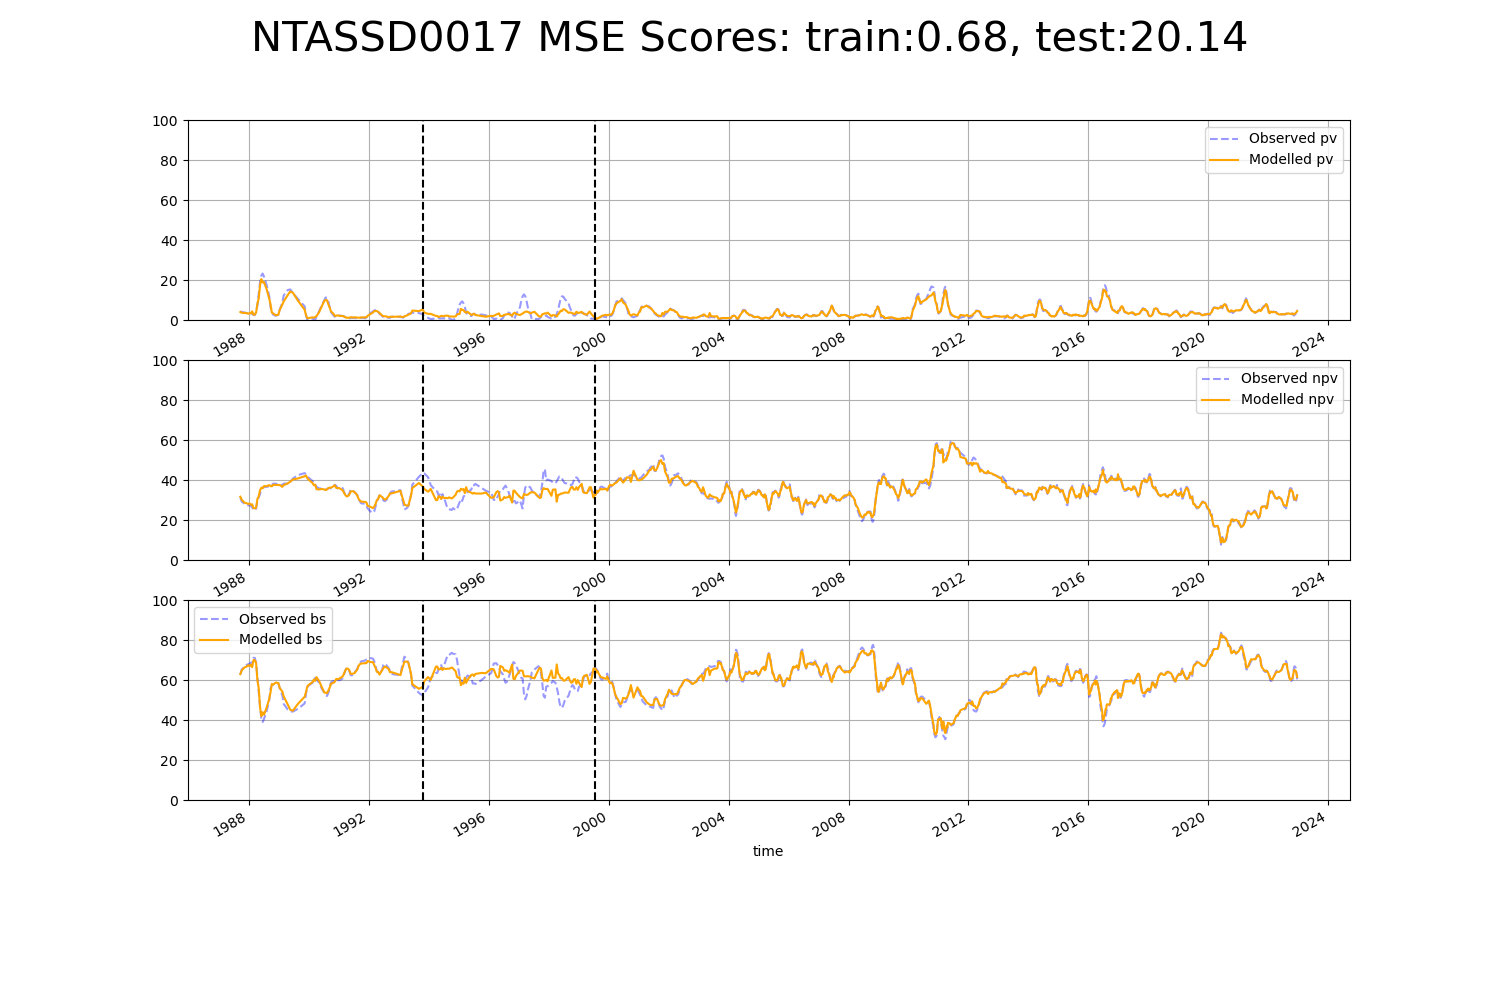 NTASSD0017 MSE Scores: train:0.68, test:20.14
100
80
60
40
20
0
Observed pv
Modelled pv
1988 1992 1996 2000 2004 2008 2012 2016 2020 2024
100
80
60
40
20
0
Observed npv
Modelled npv
1988 1992 1996 2000 2004 2008 2012 2016 2020 2024
100
80
60
40
20
0
Observed bs
Modelled bs
1988 1992 1996 2000 2004 2008 2012 2016 2020 2024
time